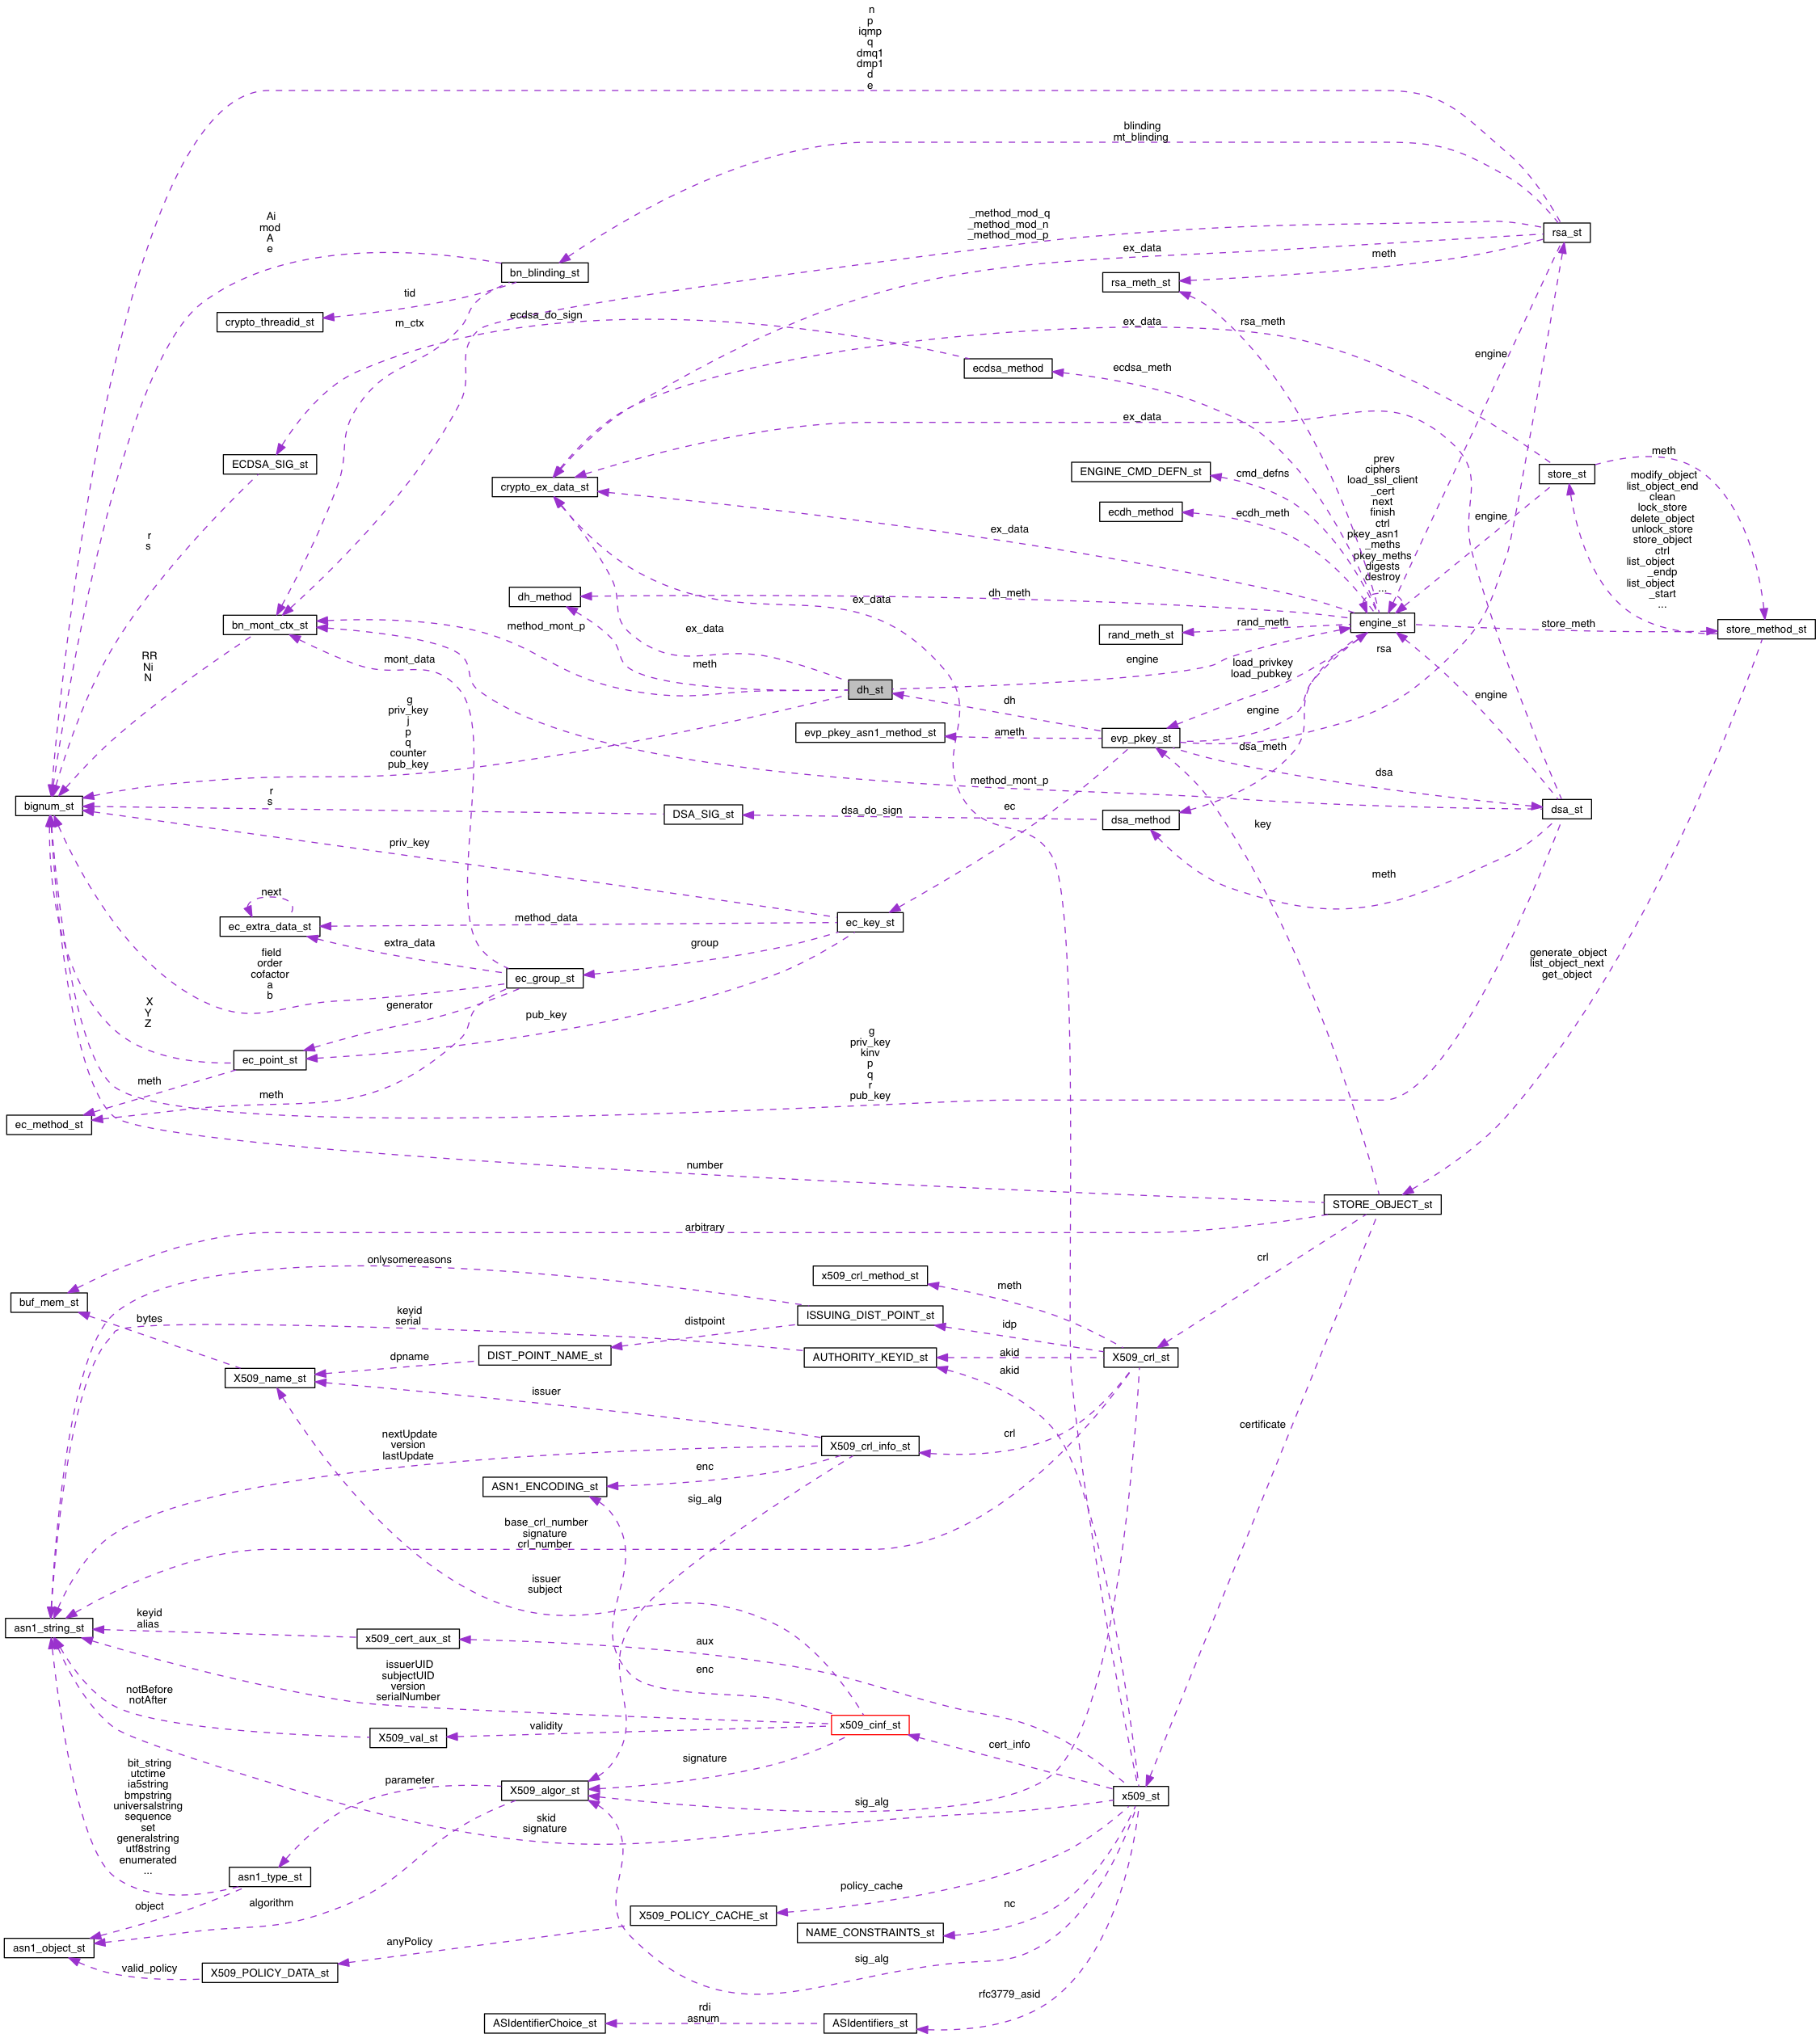 n
p
iqmp
q
dmq1
dmp1
d
e
blinding
mt_blinding
Ai
mod
A
e
_method_mod_q
_method_mod_n
_method_mod_p
rsa_st
ex_data
meth
bn_blinding_st
rsa_meth_st
tid
crypto_threadid_st
m_ctx
ecdsa_do_sign
ex_data
rsa_meth
engine
ecdsa_method
ecdsa_meth
ex_data
meth
ECDSA_SIG_st
crypto_ex_data_st
ENGINE_CMD_DEFN_st
cmd_defns
prev
ciphers
load_ssl_client
_cert
next
finish
ctrl
pkey_asn1
_meths
pkey_meths
digests
destroy
...
store_st
modify_object
list_object_end
clean
lock_store
delete_object
unlock_store
store_object
ctrl
list_object
_endp
list_object
_start
...
ecdh_method
ecdh_meth
engine
ex_data
r
s
dh_method
ex_data
dh_meth
bn_mont_ctx_st
method_mont_p
ex_data
rand_meth_st
rand_meth
engine_st
store_meth
store_method_st
RR
Ni
N
mont_data
meth
engine
load_privkey
load_pubkey
rsa
dh_st
g
priv_key
j
p
q
counter
pub_key
dh
engine
engine
evp_pkey_asn1_method_st
ameth
evp_pkey_st
dsa_meth
method_mont_p
dsa
bignum_st
r
s
DSA_SIG_st
dsa_do_sign
ec
dsa_method
dsa_st
key
priv_key
meth
next
ec_extra_data_st
method_data
ec_key_st
extra_data
group
field
order
cofactor
a
b
ec_group_st
generate_object
list_object_next
get_object
X
Y
Z
generator
pub_key
ec_point_st
g
priv_key
kinv
p
q
r
pub_key
meth
meth
ec_method_st
number
STORE_OBJECT_st
arbitrary
onlysomereasons
crl
x509_crl_method_st
meth
buf_mem_st
bytes
keyid
serial
ISSUING_DIST_POINT_st
distpoint
idp
dpname
DIST_POINT_NAME_st
AUTHORITY_KEYID_st
akid
akid
X509_crl_st
X509_name_st
issuer
certificate
nextUpdate
version
lastUpdate
X509_crl_info_st
crl
enc
ASN1_ENCODING_st
sig_alg
base_crl_number
signature
crl_number
issuer
subject
asn1_string_st
keyid
alias
x509_cert_aux_st
aux
issuerUID
subjectUID
version
serialNumber
enc
notBefore
notAfter
X509_val_st
validity
x509_cinf_st
cert_info
signature
bit_string
utctime
ia5string
bmpstring
universalstring
sequence
set
generalstring
utf8string
enumerated
...
parameter
X509_algor_st
sig_alg
x509_st
skid
signature
asn1_type_st
object
algorithm
policy_cache
X509_POLICY_CACHE_st
nc
NAME_CONSTRAINTS_st
asn1_object_st
anyPolicy
valid_policy
X509_POLICY_DATA_st
sig_alg
rfc3779_asid
rdi
asnum
ASIdentifierChoice_st
ASIdentifiers_st